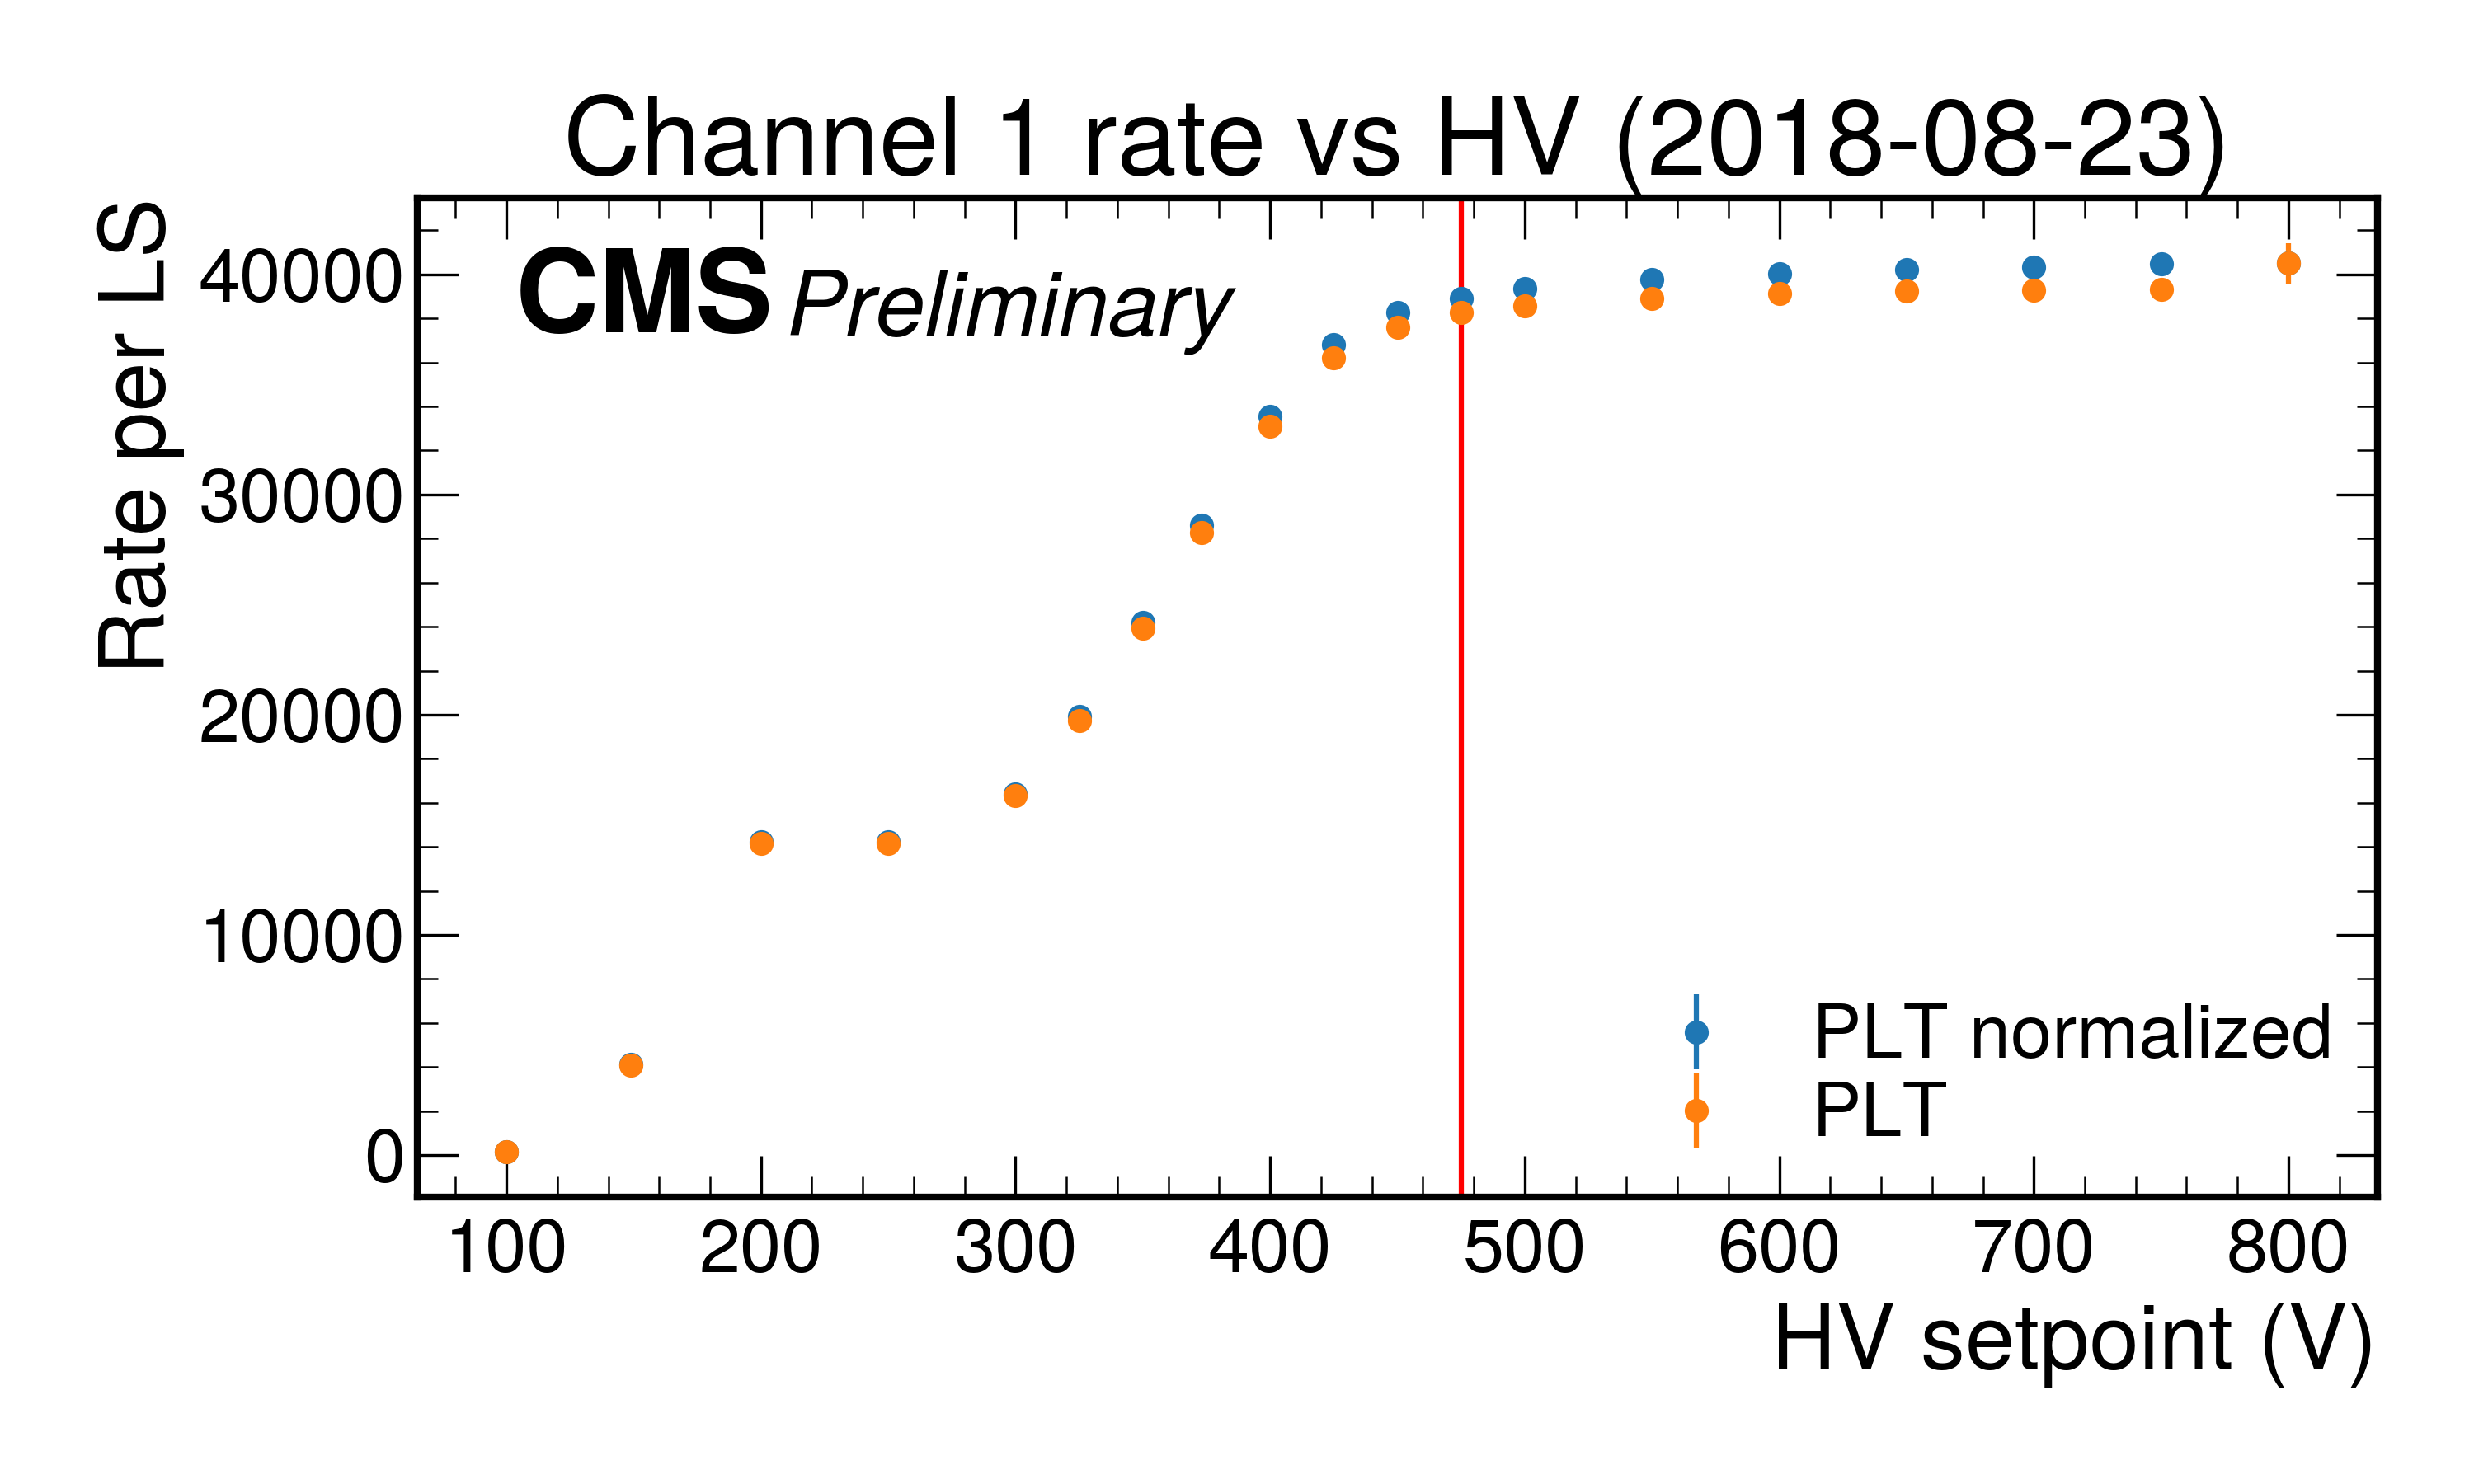 Channel 1 rate vs HV (2018-08-23)
CMS Preliminary
Rate per LS
40000
30000
20000
10000
0
PLT normalized
PLT
100 200 300 400 500 600 700 800
HV setpoint (V)